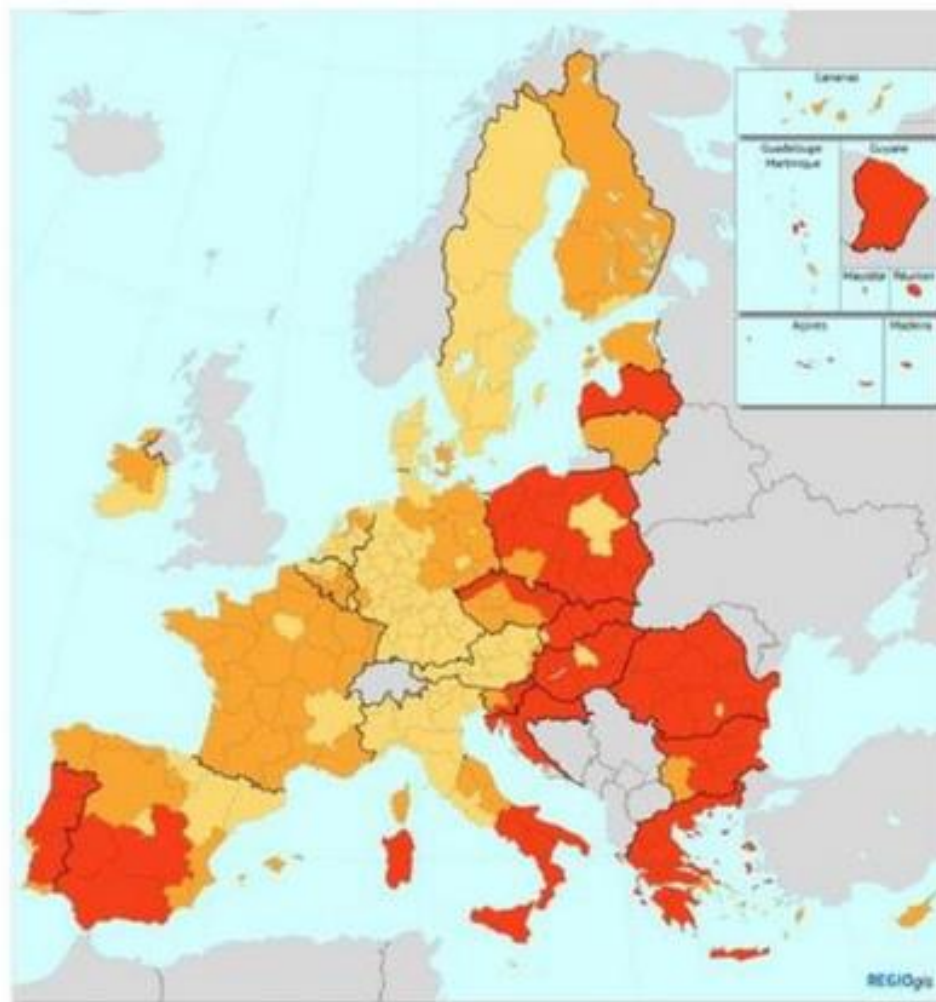 Canarias
Guadeloupe
Martinique
Guyane
Mayotte
Réunion
Açores
Madeira
REGIOgis